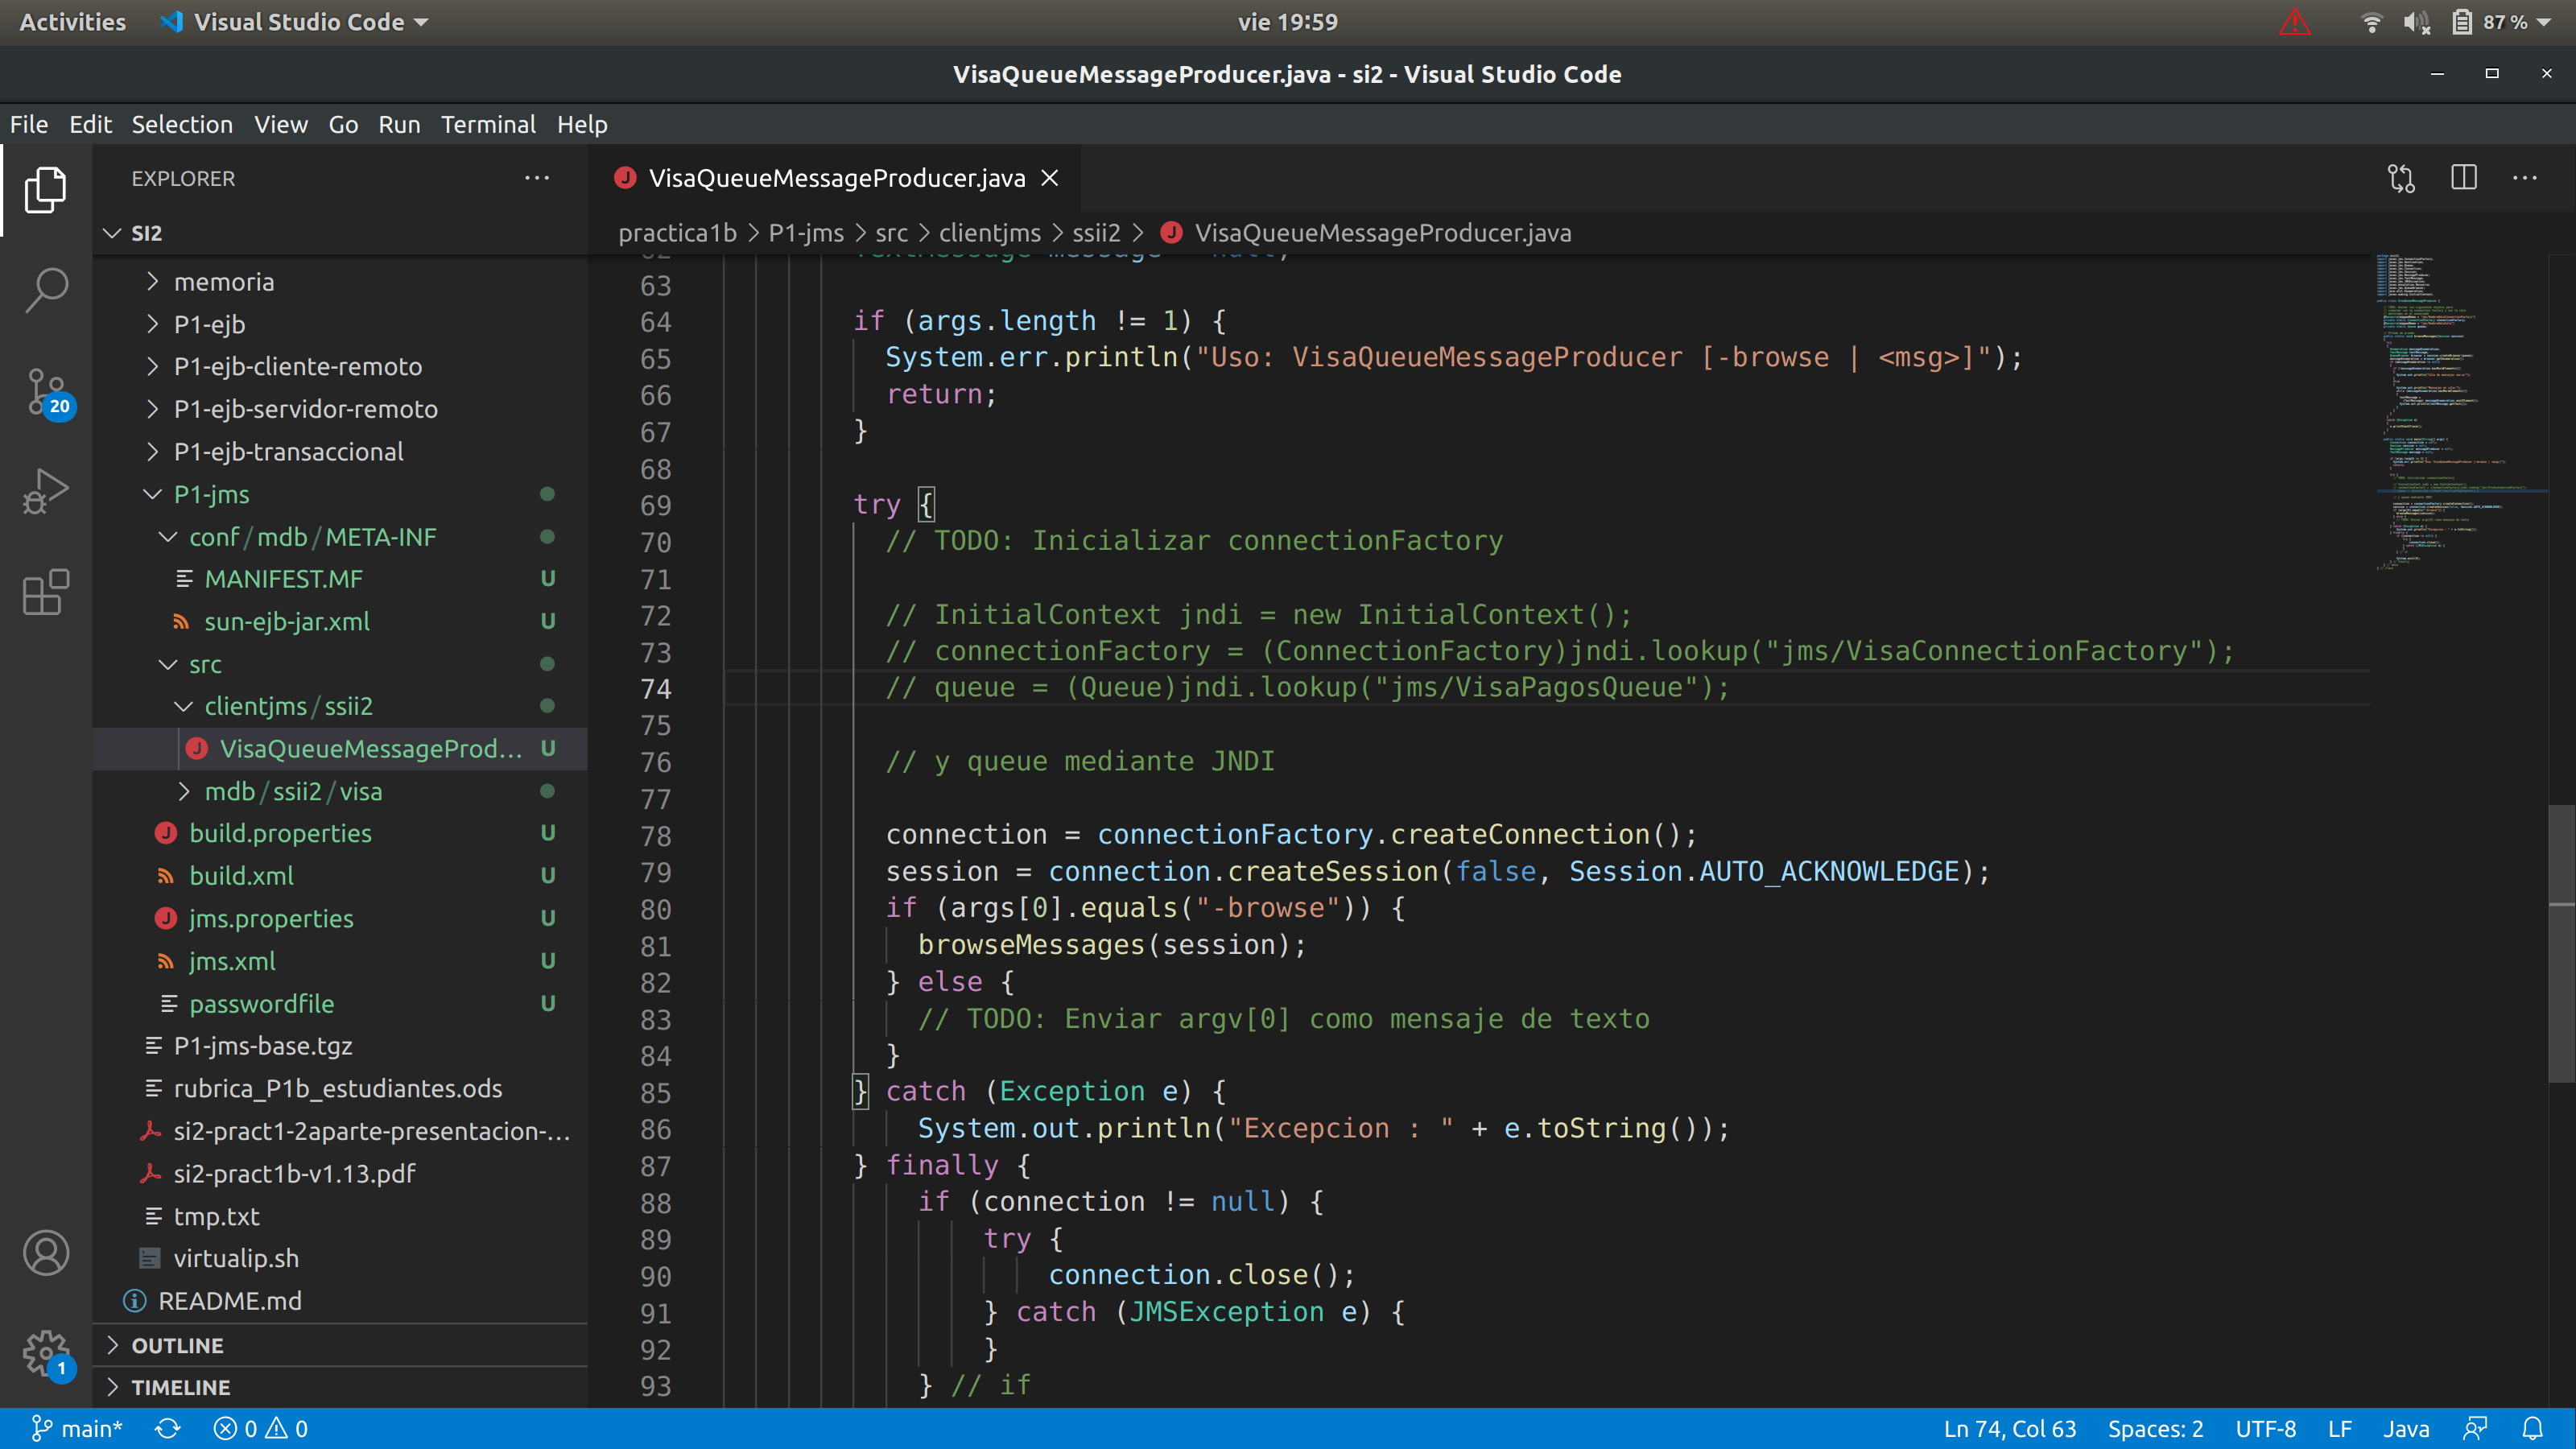 Activities Visual Studio Code vie 19:59 87 %
VisaQueueMessageProducer.java - si2 - Visual Studio Code
File Edit Selection View Go Run Terminal Help
EXPLORER
SI2
memoria
P1-ejb
P1-ejb-cliente-remoto
P1-ejb-servidor-remoto
P1-ejb-transaccional
P1-jms
conf/mdb/META-INF
MANIFEST.MF U
sun-ejb-jar.xml U
src
clientjms/ssii2
VisaQueueMessageProd... U
mdb/ssii2/visa
build.properties U
build.xml U
jms.properties U
jms.xml U
passwordfile U
P1-jms-base.tgz
rubrica_P1b_estudiantes.ods
si2-pract1-2aparte-presentacion-...
si2-pract1b-v1.13.pdf
tmp.txt
virtualip.sh
README.md
OUTLINE
TIMELINE
20
1
VisaQueueMessageProducer.java
practica1b > P1-jms > src > clientjms > ssii2 > VisaQueueMessageProducer.java
62 TextMessage message = null;
63
64 if (args.length != 1) {
65 System.err.println("Uso: VisaQueueMessageProducer [-browse | <msg>]");
66 return;
67 }
68
69 try {
70 // TODO: Inicializar connectionFactory
71
72 // InitialContext jndi = new InitialContext();
73 // connectionFactory = (ConnectionFactory)jndi.lookup("jms/VisaConnectionFactory");
74 // queue = (Queue)jndi.lookup("jms/VisaPagosQueue");
75
76 // y queue mediante JNDI
77
78 connection = connectionFactory.createConnection();
79 session = connection.createSession(false, Session.AUTO_ACKNOWLEDGE);
80 if (args[0].equals("-browse")) {
81 browseMessages(session);
82 } else {
83 // TODO: Enviar argv[0] como mensaje de texto
84 }
85 } catch (Exception e) {
86 System.out.println("Excepcion : " + e.toString());
87 } finally {
88 if (connection != null) {
89 try {
90 connection.close();
91 } catch (JMSException e) {
92 }
93 } // if
main* 0 0 Ln 74, Col 63 Spaces: 2 UTF-8 LF Java